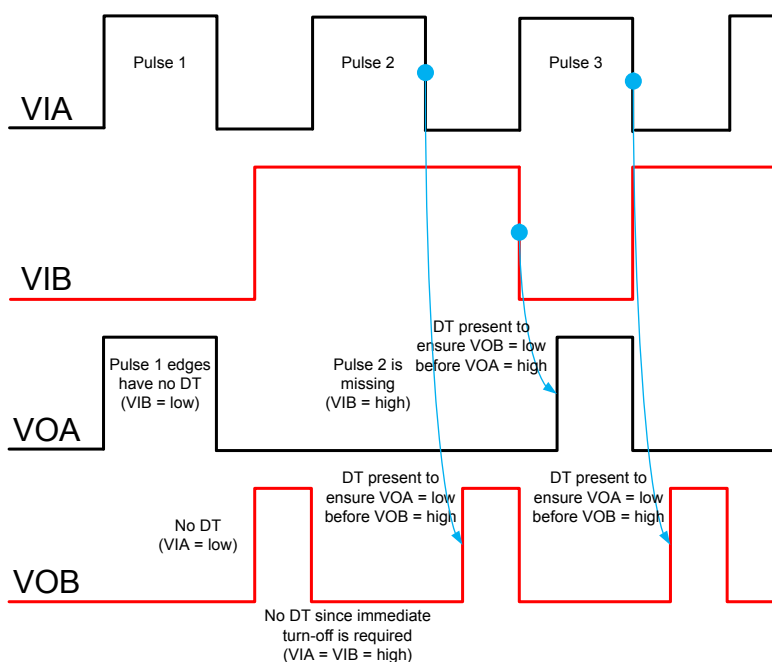 Pulse 1
Pulse 2
Pulse 3
VIA
VIB
DT present to
ensure VOB = low
before VOA = high
Pulse 1 edges
have no DT
(VIB = low)
Pulse 2 is
missing
(VIB = high)
VOA
DT present to
ensure VOA = low
before VOB = high
DT present to
ensure VOA = low
before VOB = high
No DT
(VIA = low)
VOB
No DT since immediate
turn-off is required
(VIA = VIB = high)